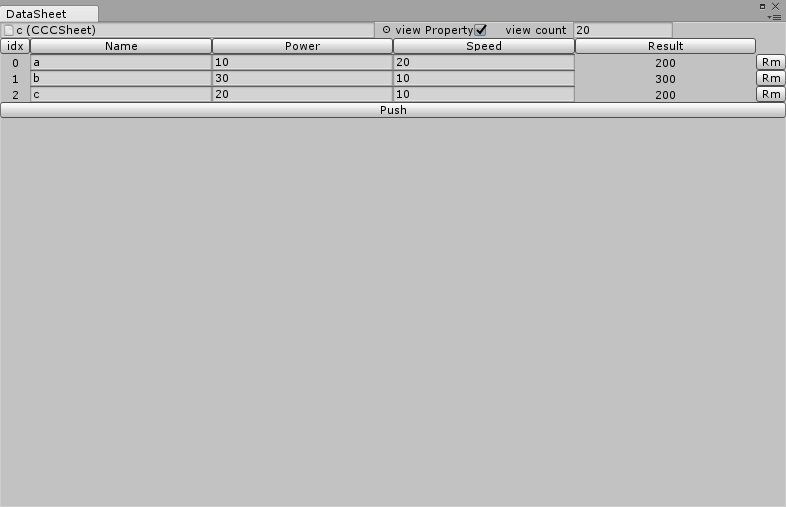 DataSheet
c (CCCSheet) view Property view count 20
idx Name Power Speed Result
0 a 10 20 200 Rm
1 b 30 10 300 Rm
2 c 20 10 200 Rm
Push